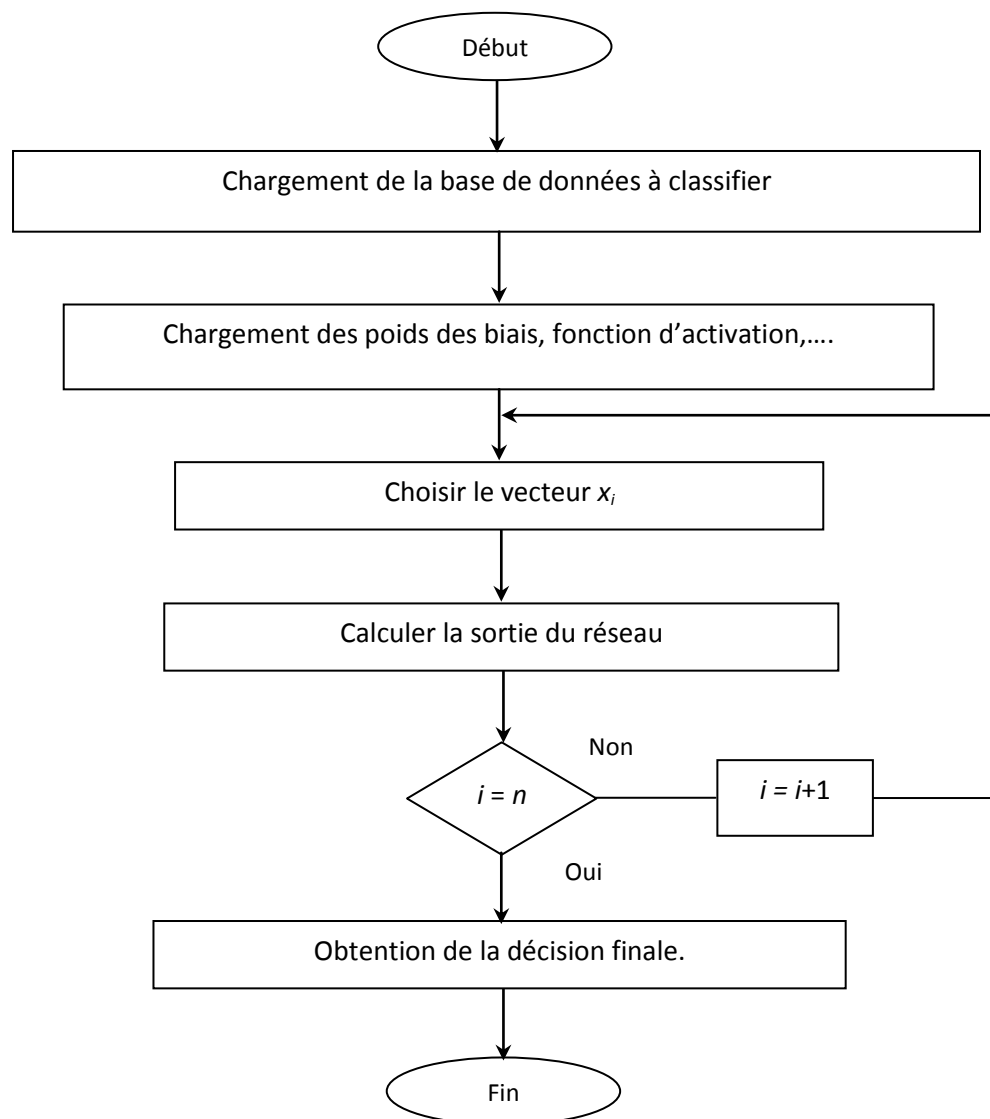 Début
Chargement de la base de données à classifier
Chargement des poids des biais, fonction d’activation,….
Choisir le vecteur xi
Calculer la sortie du réseau
Non
i = n
i = i+1
Oui
Obtention de la décision finale.
Fin